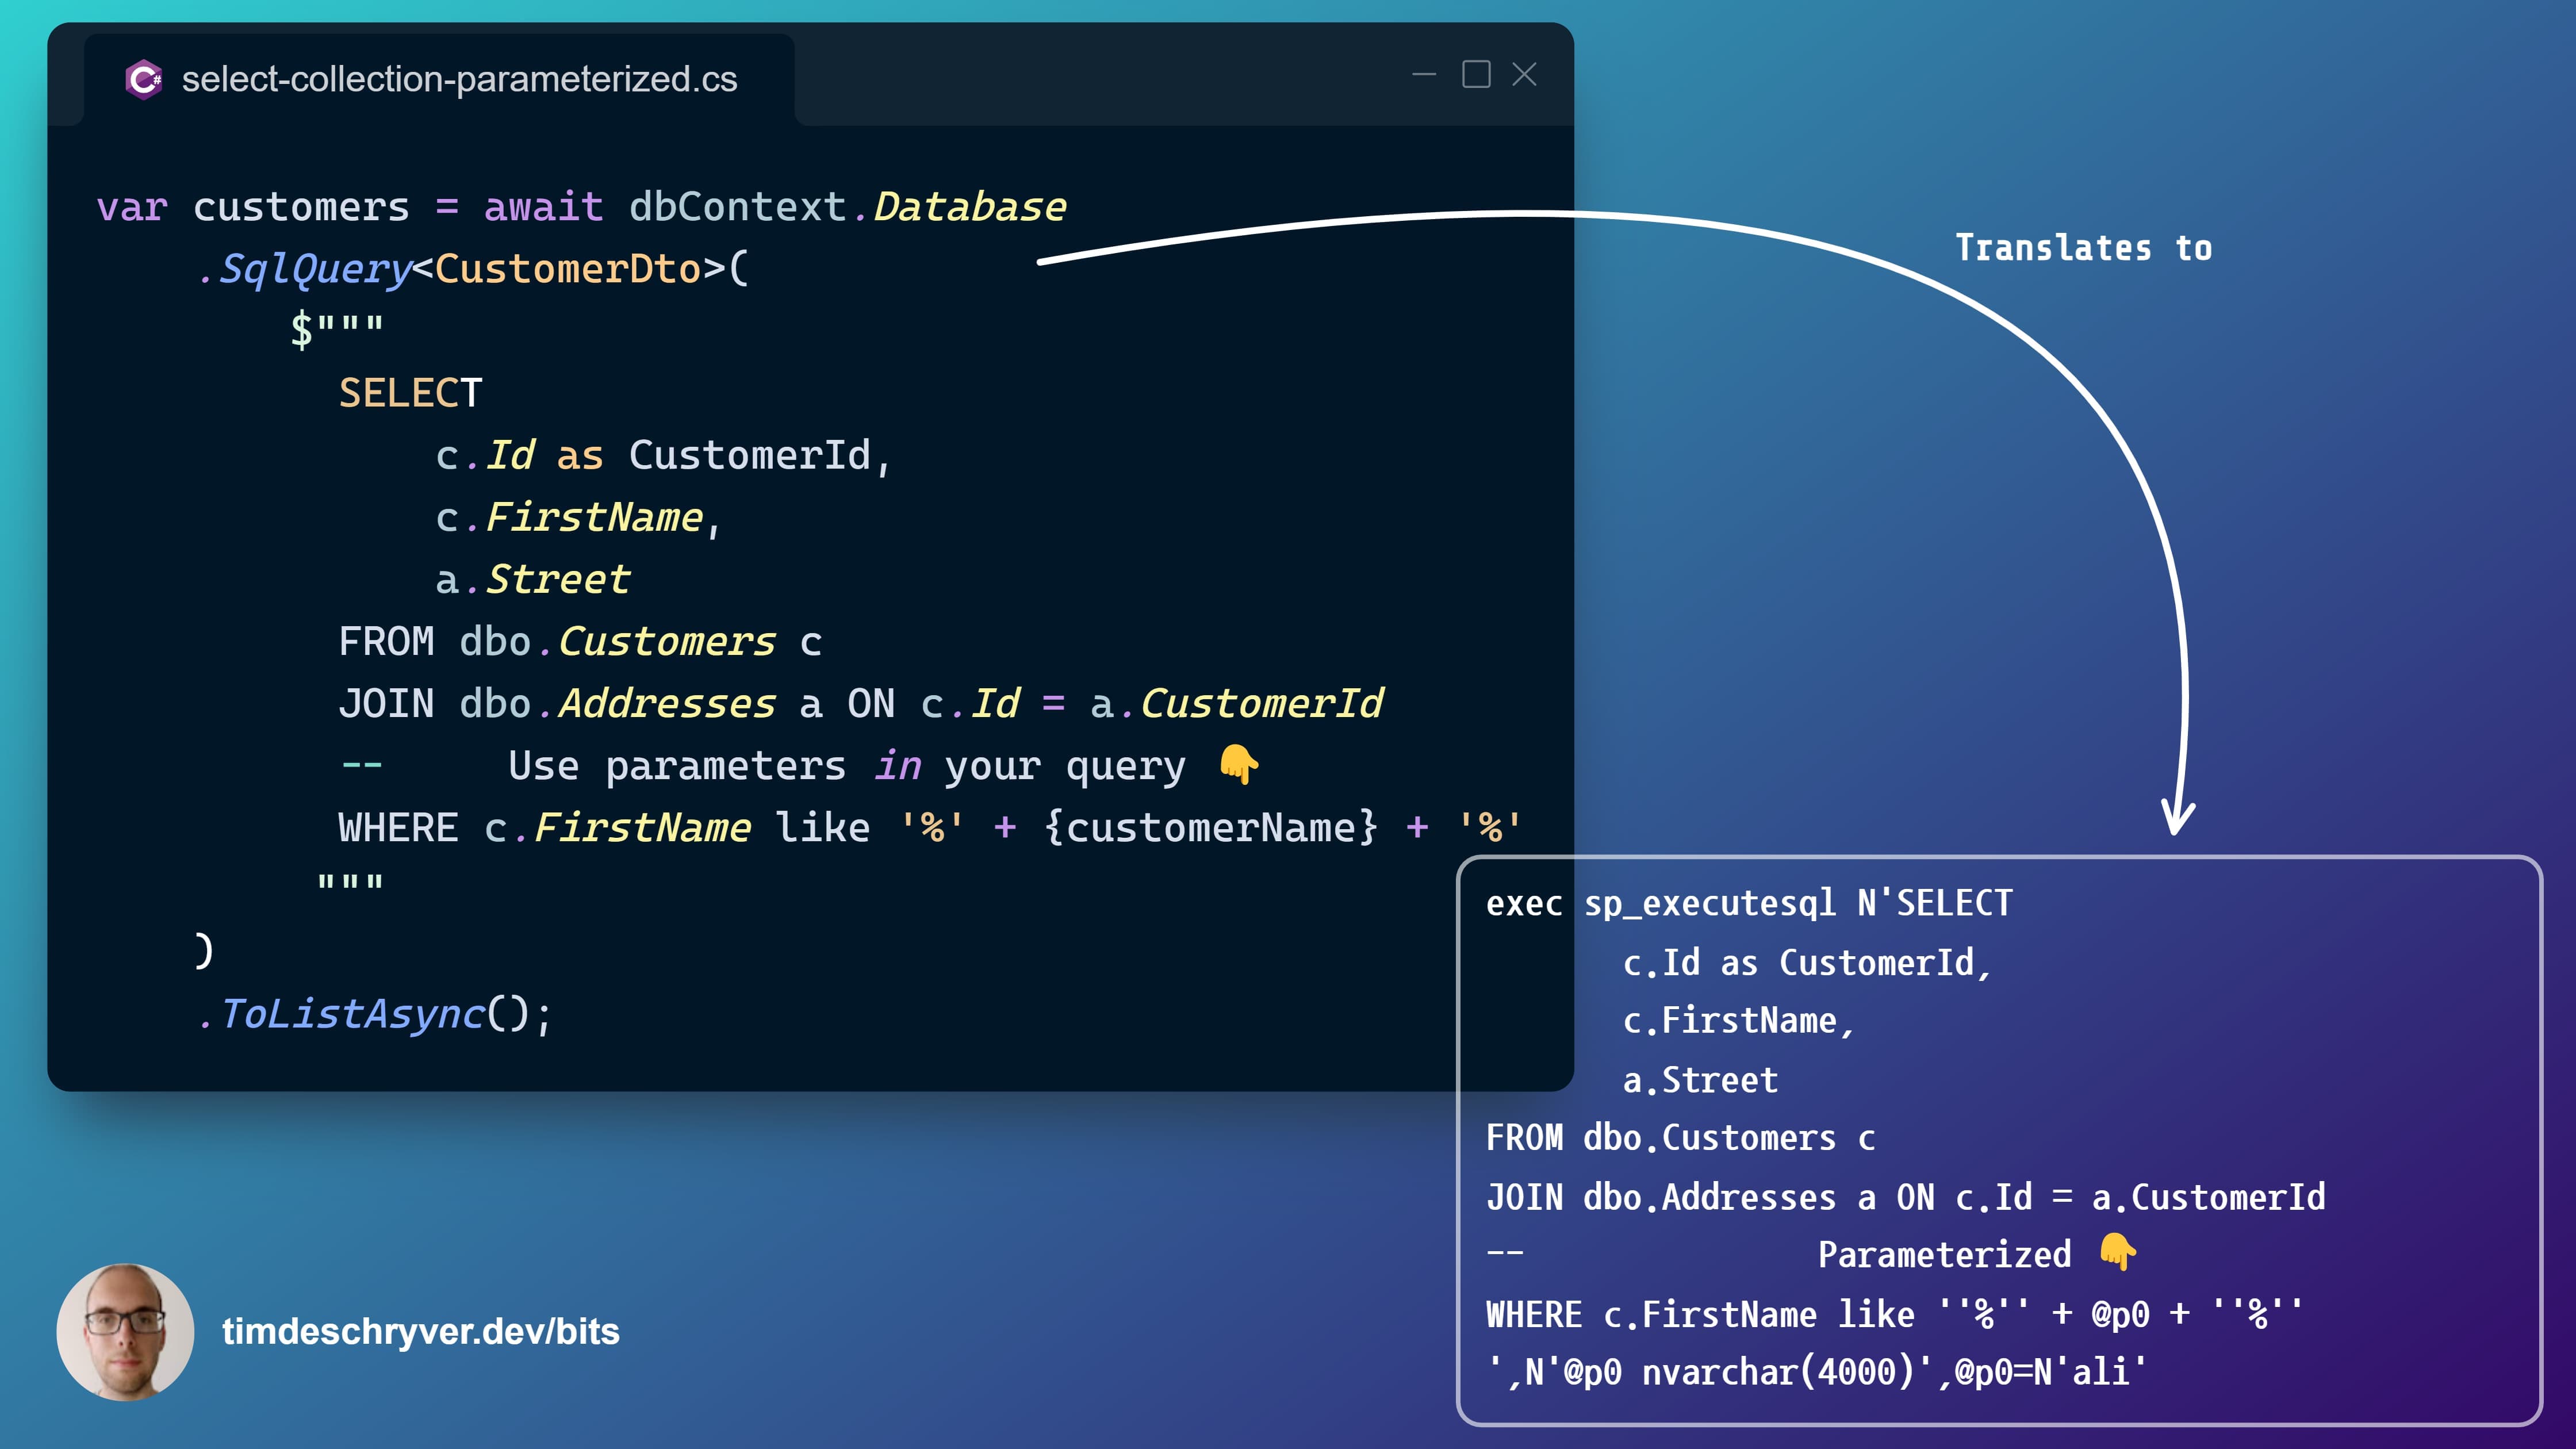 select-collection-parameterized.cs
var customers = await dbContext.Database
    .SqlQuery<CustomerDto>(
        $"""
          SELECT
              c.Id as CustomerId,
              c.FirstName,
              a.Street
          FROM dbo.Customers c
          JOIN dbo.Addresses a ON c.Id = a.CustomerId
          --     Use parameters in your query 👇
          WHERE c.FirstName like '%' + {customerName} + '%'
         """
    )
    .ToListAsync();
Translates to
exec sp_executesql N'SELECT
       c.Id as CustomerId,
       c.FirstName,
       a.Street
FROM dbo.Customers c
JOIN dbo.Addresses a ON c.Id = a.CustomerId
--               Parameterized 👇
WHERE c.FirstName like ''%'' + @p0 + ''%''
',N'@p0 nvarchar(4000)',@p0=N'ali'
timdeschryver.dev/bits